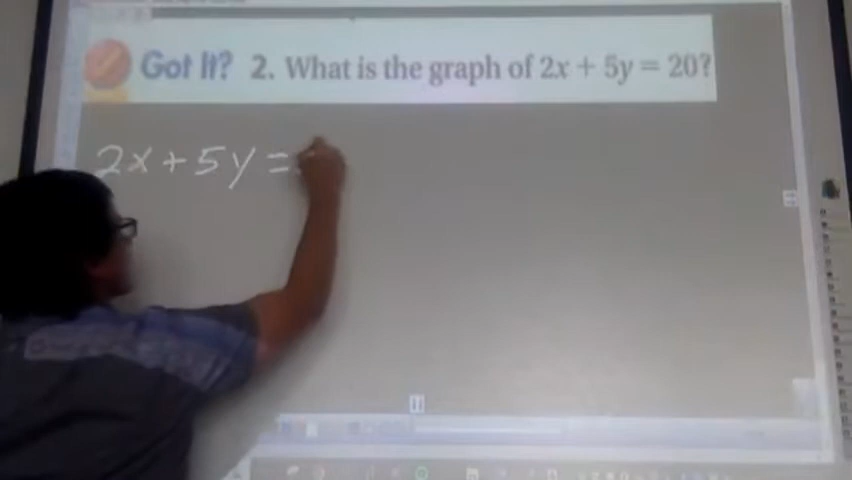 Got It? 2. What is the graph of 2x + 5y = 20?
2x + 5y =